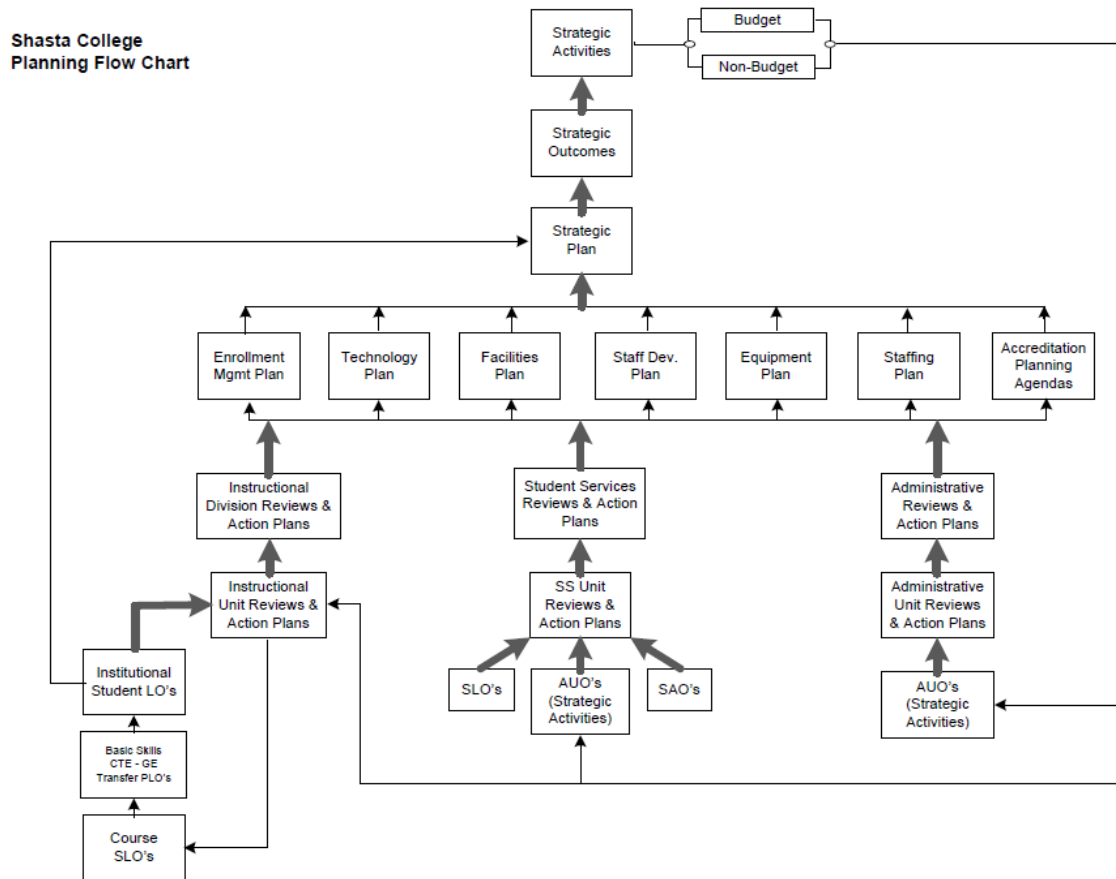 Shasta College
Planning Flow Chart
Strategic
Activities
Budget
Non-Budget
Strategic
Outcomes
Strategic
Plan
Enrollment
Mgmt Plan
Technology
Plan
Facilities
Plan
Staff Dev.
Plan
Equipment
Plan
Staffing
Plan
Accreditation
Planning
Agendas
Instructional
Division Reviews &
Action Plans
Student Services
Reviews & Action
Plans
Administrative
Reviews &
Action Plans
Instructional
Unit Reviews &
Action Plans
SS Unit
Reviews &
Action Plans
Administrative
Unit Reviews
& Action Plans
Institutional
Student LO's
SLO's
AUO's
(Strategic
Activities)
SAO's
AUO's
(Strategic
Activities)
Basic Skills
CTE - GE
Transfer PLO's
Course
SLO's